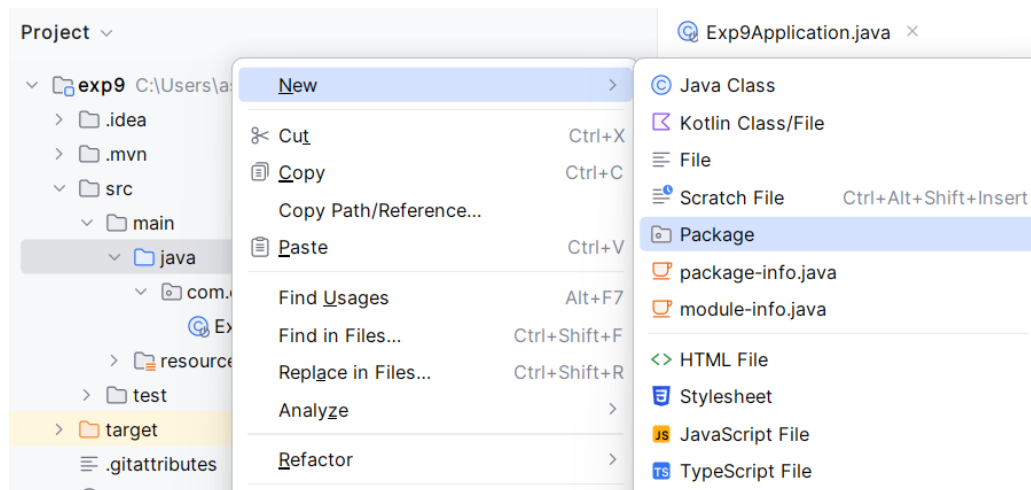 Project
Exp9Application.java
exp9 C:\Users\a
.idea
.mvn
src
main
java
com.
Ex
resource
test
target
.gitattributes
New
Cut Ctrl+X
Copy Ctrl+C
Copy Path/Reference...
Paste Ctrl+V
Find Usages Alt+F7
Find in Files... Ctrl+Shift+F
Replace in Files... Ctrl+Shift+R
Analyze
Refactor
Java Class
Kotlin Class/File
File
Scratch File Ctrl+Alt+Shift+Insert
Package
package-info.java
module-info.java
HTML File
Stylesheet
JS JavaScript File
TS TypeScript File